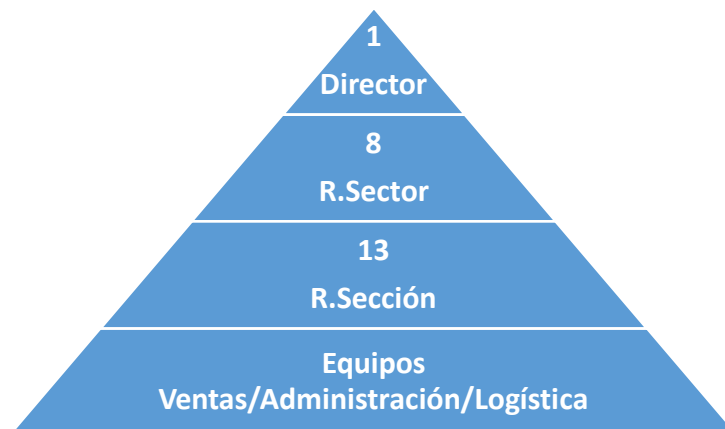 1
Director
8
R.Sector
13
R.Sección
Equipos
Ventas/Administración/Logística